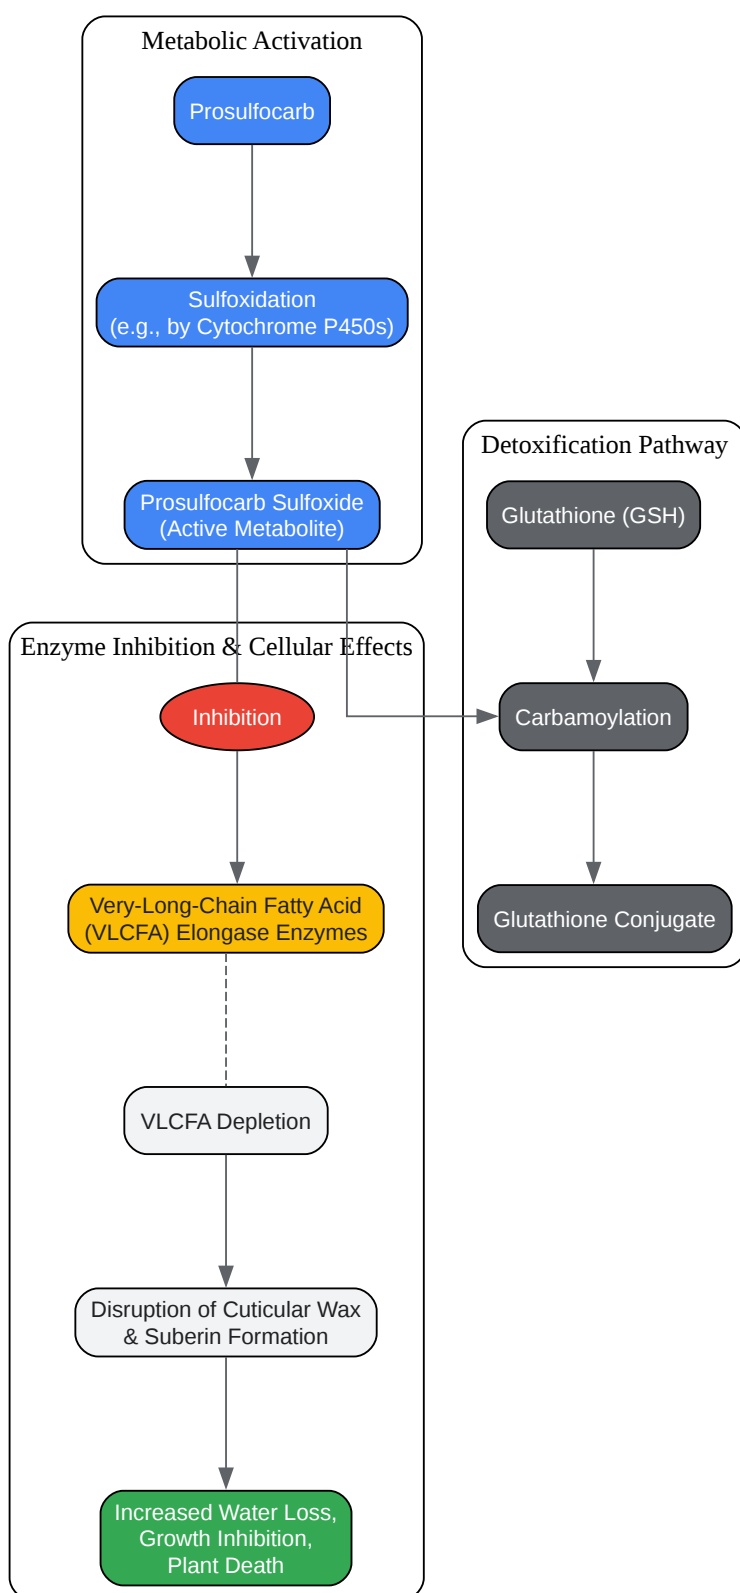 Metabolic Activation
Prosulfocarb
Sulfoxidation
(e.g., by Cytochrome P450s)
Prosulfocarb Sulfoxide
(Active Metabolite)
Detoxification Pathway
Glutathione (GSH)
Carbamoylation
Glutathione Conjugate
Enzyme Inhibition & Cellular Effects
Inhibition
Very-Long-Chain Fatty Acid
(VLCFA) Elongase Enzymes
VLCFA Depletion
Disruption of Cuticular Wax
& Suberin Formation
Increased Water Loss,
Growth Inhibition,
Plant Death